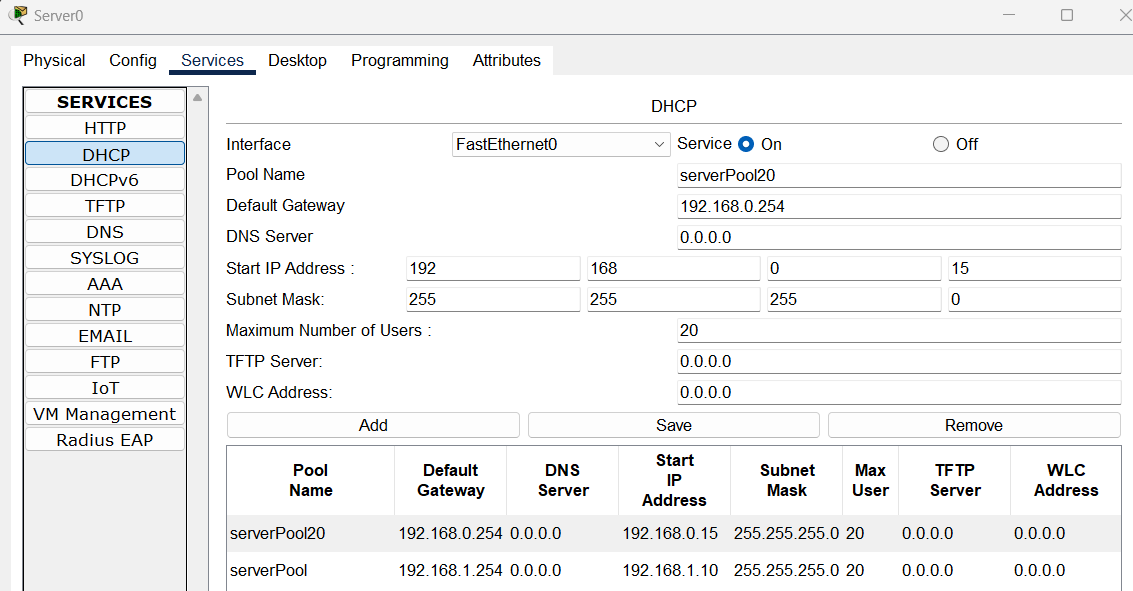 Server0
Physical Config Services Desktop Programming Attributes
SERVICES
HTTP
DHCP
DHCPv6
TFTP
DNS
SYSLOG
AAA
NTP
EMAIL
FTP
IoT
VM Management
Radius EAP
DHCP
Interface FastEthernet0 Service On Off
Pool Name serverPool20
Default Gateway 192.168.0.254
DNS Server 0.0.0.0
Start IP Address : 192 168 0 15
Subnet Mask: 255 255 255 0
Maximum Number of Users : 20
TFTP Server: 0.0.0.0
WLC Address: 0.0.0.0
Add Save Remove
Pool Name Default Gateway DNS Server Start IP Address Subnet Mask Max User TFTP Server WLC Address
serverPool20 192.168.0.254 0.0.0.0 192.168.0.15 255.255.255.0 20 0.0.0.0 0.0.0.0
serverPool 192.168.1.254 0.0.0.0 192.168.1.10 255.255.255.0 20 0.0.0.0 0.0.0.0